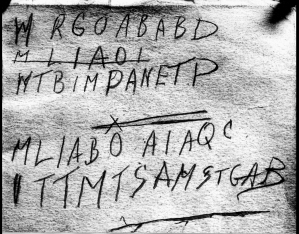 WRGOABABD
MLIAOI
WTBIMPANETP
MLIABO AIAQC
ITTMTSAMSTGAB